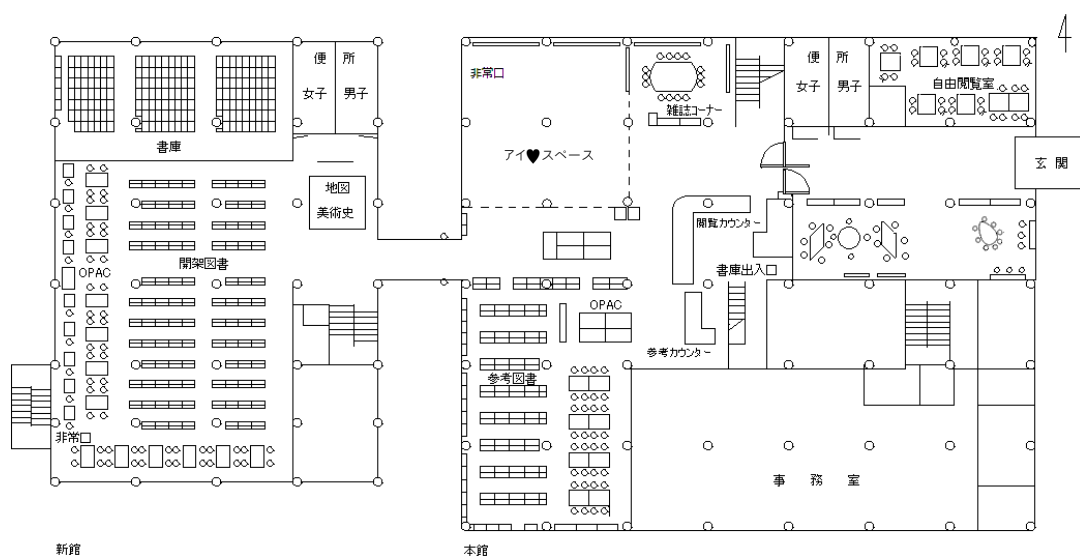 便 所
女子 男子
書庫
地図
美術史
開架図書
OPAC
非常口
新館
非常口
アイ♥スペース
雑誌コーナー
便 所
女子 男子
自由閲覧室
玄 関
閲覧カウンター
書庫出入口
OPAC
参考カウンター
参考図書
事 務 室
本館